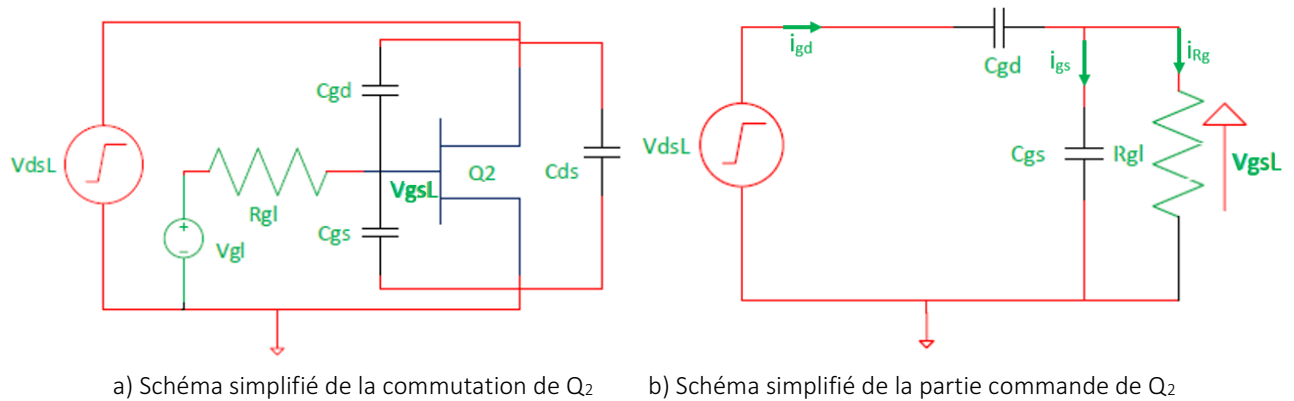 Cgd
VdsL
Q2
Cds
VgsL
Rgl
Cgs
Vgl
igd
Cgd
igs
iRg
VdsL
Cgs
Rgl
VgsL
a) Schéma simplifié de la commutation de Q₂
b) Schéma simplifié de la partie commande de Q₂